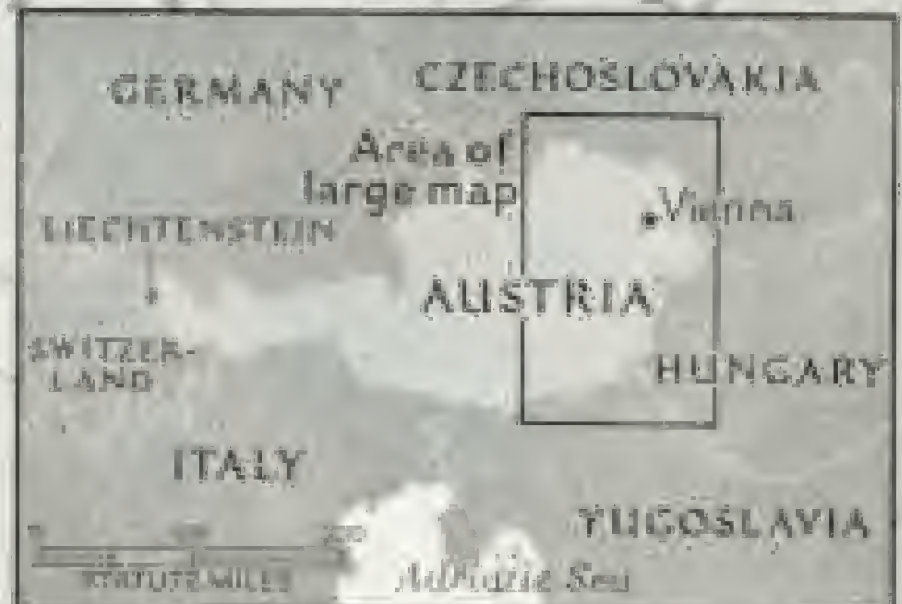 GERMANY
CZECHOSLOVAKIA
Area of
large map
Vienna
LIECHTENSTEIN
AUSTRIA
SWITZER-
LAND
HUNGARY
ITALY
YUGOSLAVIA
STATUTE MILES
Adriatic Sea